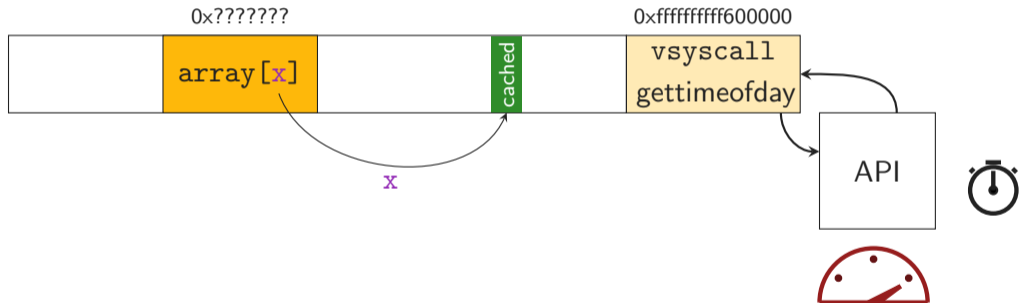 0x???????
0xffffffffff600000
array[x]
cached
vsyscall
gettimeofday
x
API